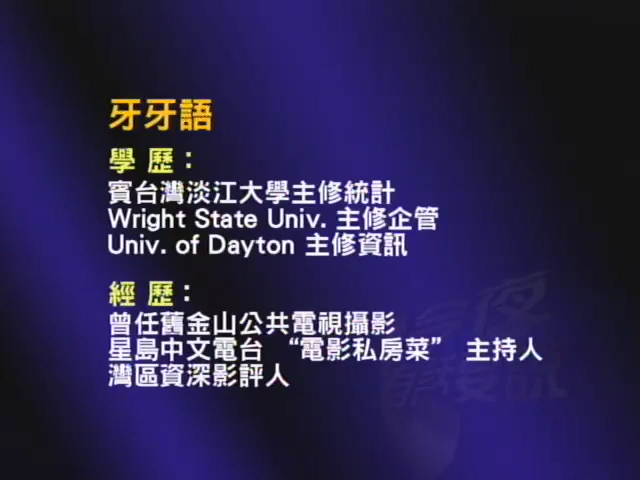 牙牙語
學 歷：
賓台灣淡江大學主修統計
Wright State Univ. 主修企管
Univ. of Dayton 主修資訊
經 歷：
曾任舊金山公共電視攝影
星島中文電台 “電影私房菜” 主持人
灣區資深影評人